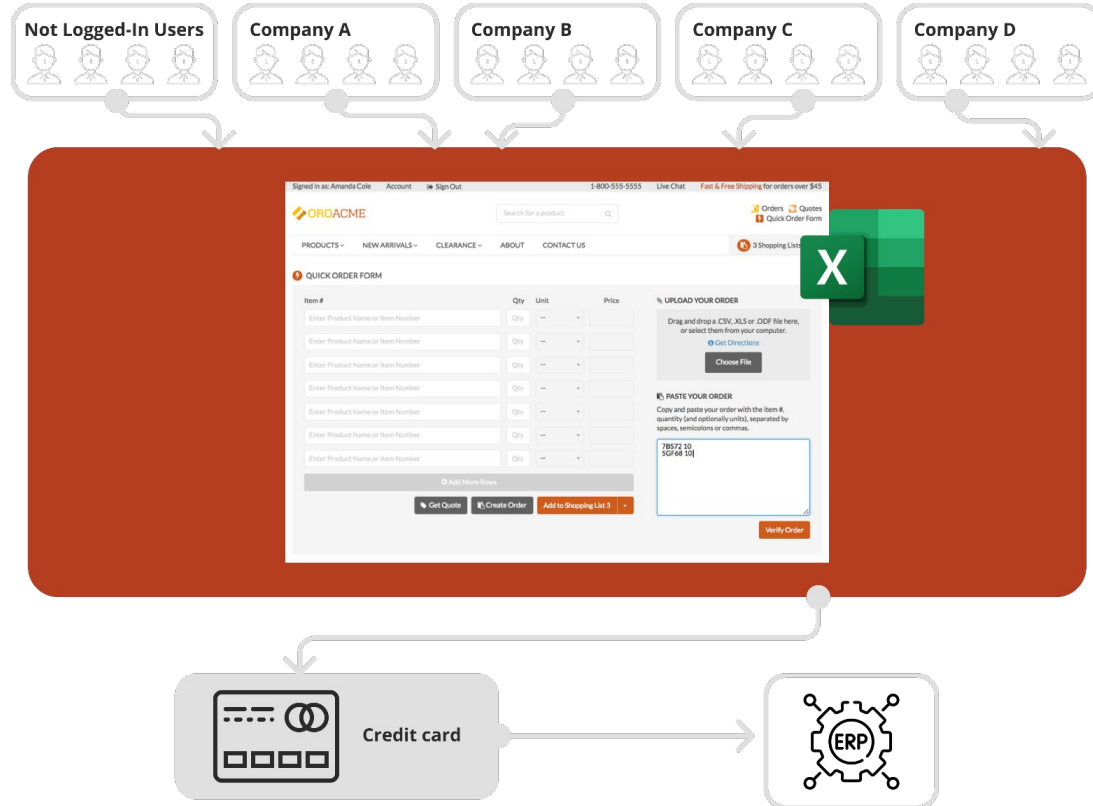 Not Logged-In Users
Company A
Company B
Company C
Company D
Signed in as: Amanda Cole Account Sign Out 1-800-555-5555 Live Chat Fast & Free Shipping for orders over $45
OROACME
Search for a product
Orders Quotes
Quick Order Form
PRODUCTS NEW ARRIVALS CLEARANCE ABOUT CONTACT US
3 Shopping Lists
QUICK ORDER FORM
Item # Qty Unit Price
Enter Product Name or Item Number Qty --
Enter Product Name or Item Number Qty --
Enter Product Name or Item Number Qty --
Enter Product Name or Item Number Qty --
Enter Product Name or Item Number Qty --
Enter Product Name or Item Number Qty --
Enter Product Name or Item Number Qty --
Add More Rows
Get Quote Create Order Add to Shopping List 3
UPLOAD YOUR ORDER
Drag and drop a .CSV, .XLS or .ODF file here,
or select them from your computer.
Get Directions
Choose File
PASTE YOUR ORDER
Copy and paste your order with the item #,
quantity (and optionally units), separated by
spaces, semicolons or commas.
7BS72 10
5GF68 10
Verify Order
X
Credit card
ERP